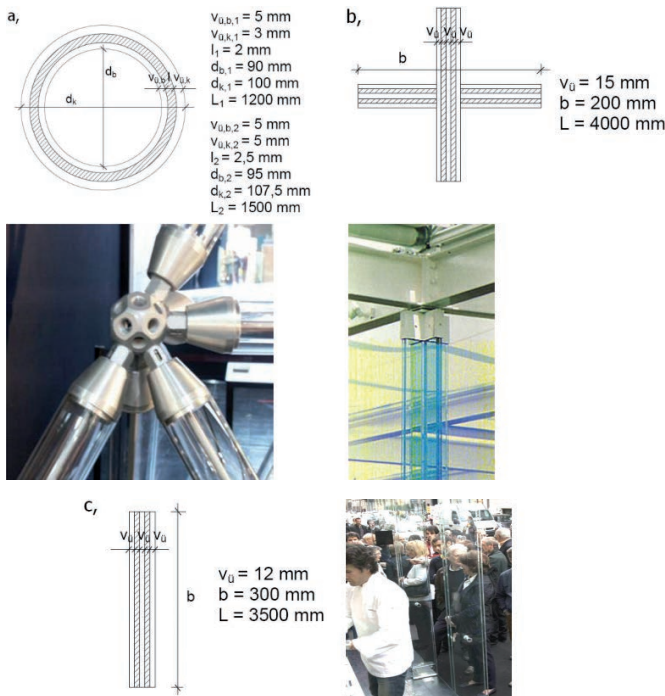 a,
v_ü,b,1 = 5 mm
v_ü,k,1 = 3 mm
l_1 = 2 mm
d_b,1 = 90 mm
d_k,1 = 100 mm
L_1 = 1200 mm
v_ü,b,2 = 5 mm
v_ü,k,2 = 5 mm
l_2 = 2,5 mm
d_b,2 = 95 mm
d_k,2 = 107,5 mm
L_2 = 1500 mm
d_b
v_ü,b l v_ü,k
d_k
b,
v_ü v_ü v_ü
b
v_ü = 15 mm
b = 200 mm
L = 4000 mm
c,
v_ü v_ü v_ü
b
v_ü = 12 mm
b = 300 mm
L = 3500 mm